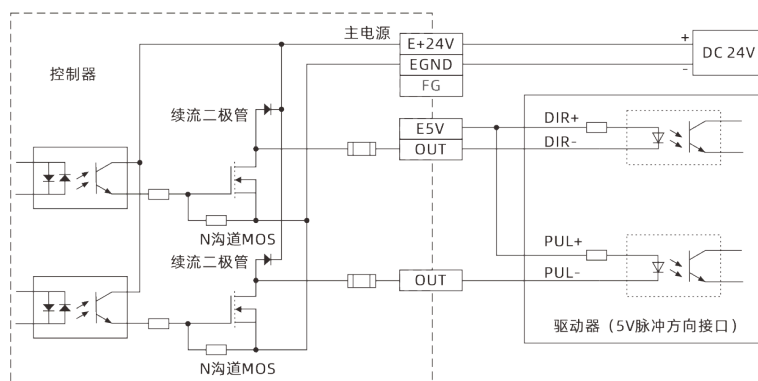 主电源
E+24V
+
DC 24V
控制器
EGND
-
FG
续流二极管
E5V
DIR+
OUT
DIR-
N沟道MOS
续流二极管
PUL+
OUT
PUL-
驱动器（5V脉冲方向接口）
N沟道MOS